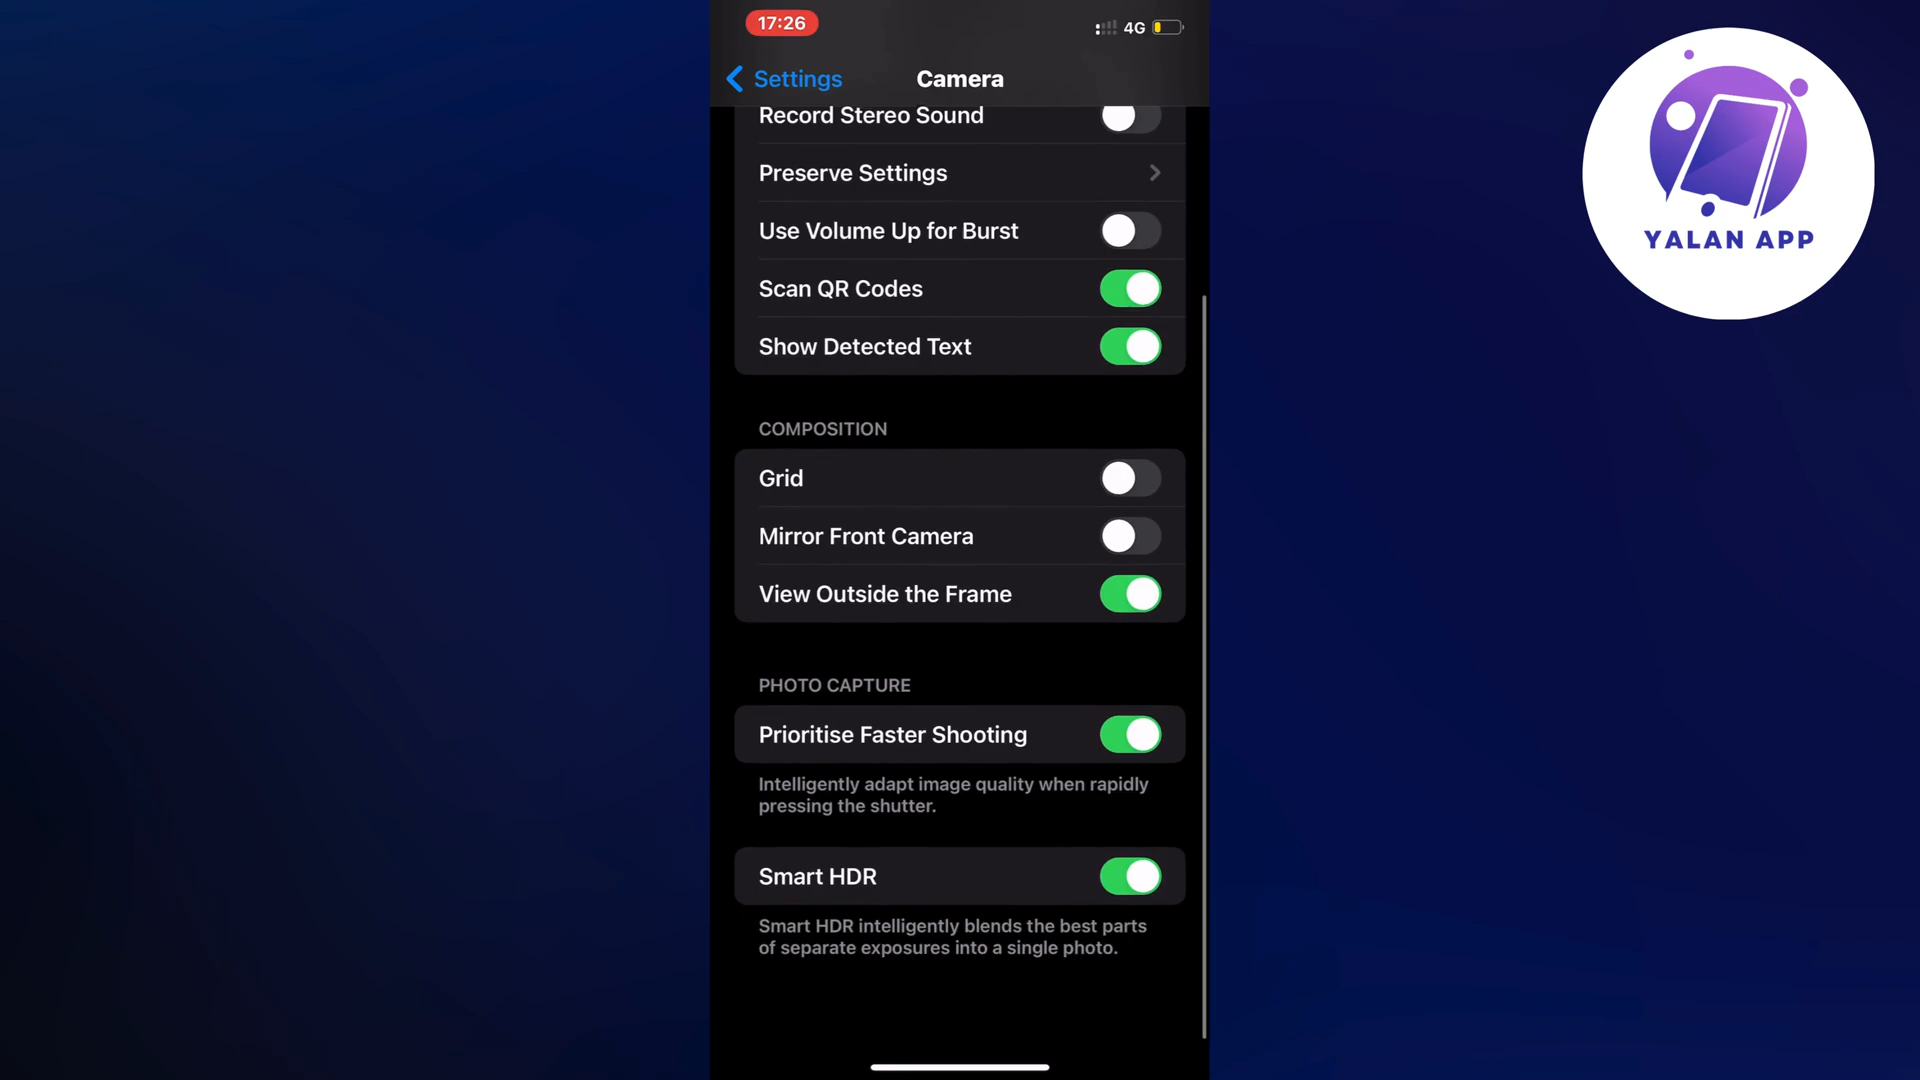 17:26
4G
Settings
Camera
Record Stereo Sound
Preserve Settings
Use Volume Up for Burst
Scan QR Codes
Show Detected Text
COMPOSITION
Grid
Mirror Front Camera
View Outside the Frame
PHOTO CAPTURE
Prioritise Faster Shooting
Intelligently adapt image quality when rapidly
pressing the shutter.
Smart HDR
Smart HDR intelligently blends the best parts
of separate exposures into a single photo.
YALAN APP